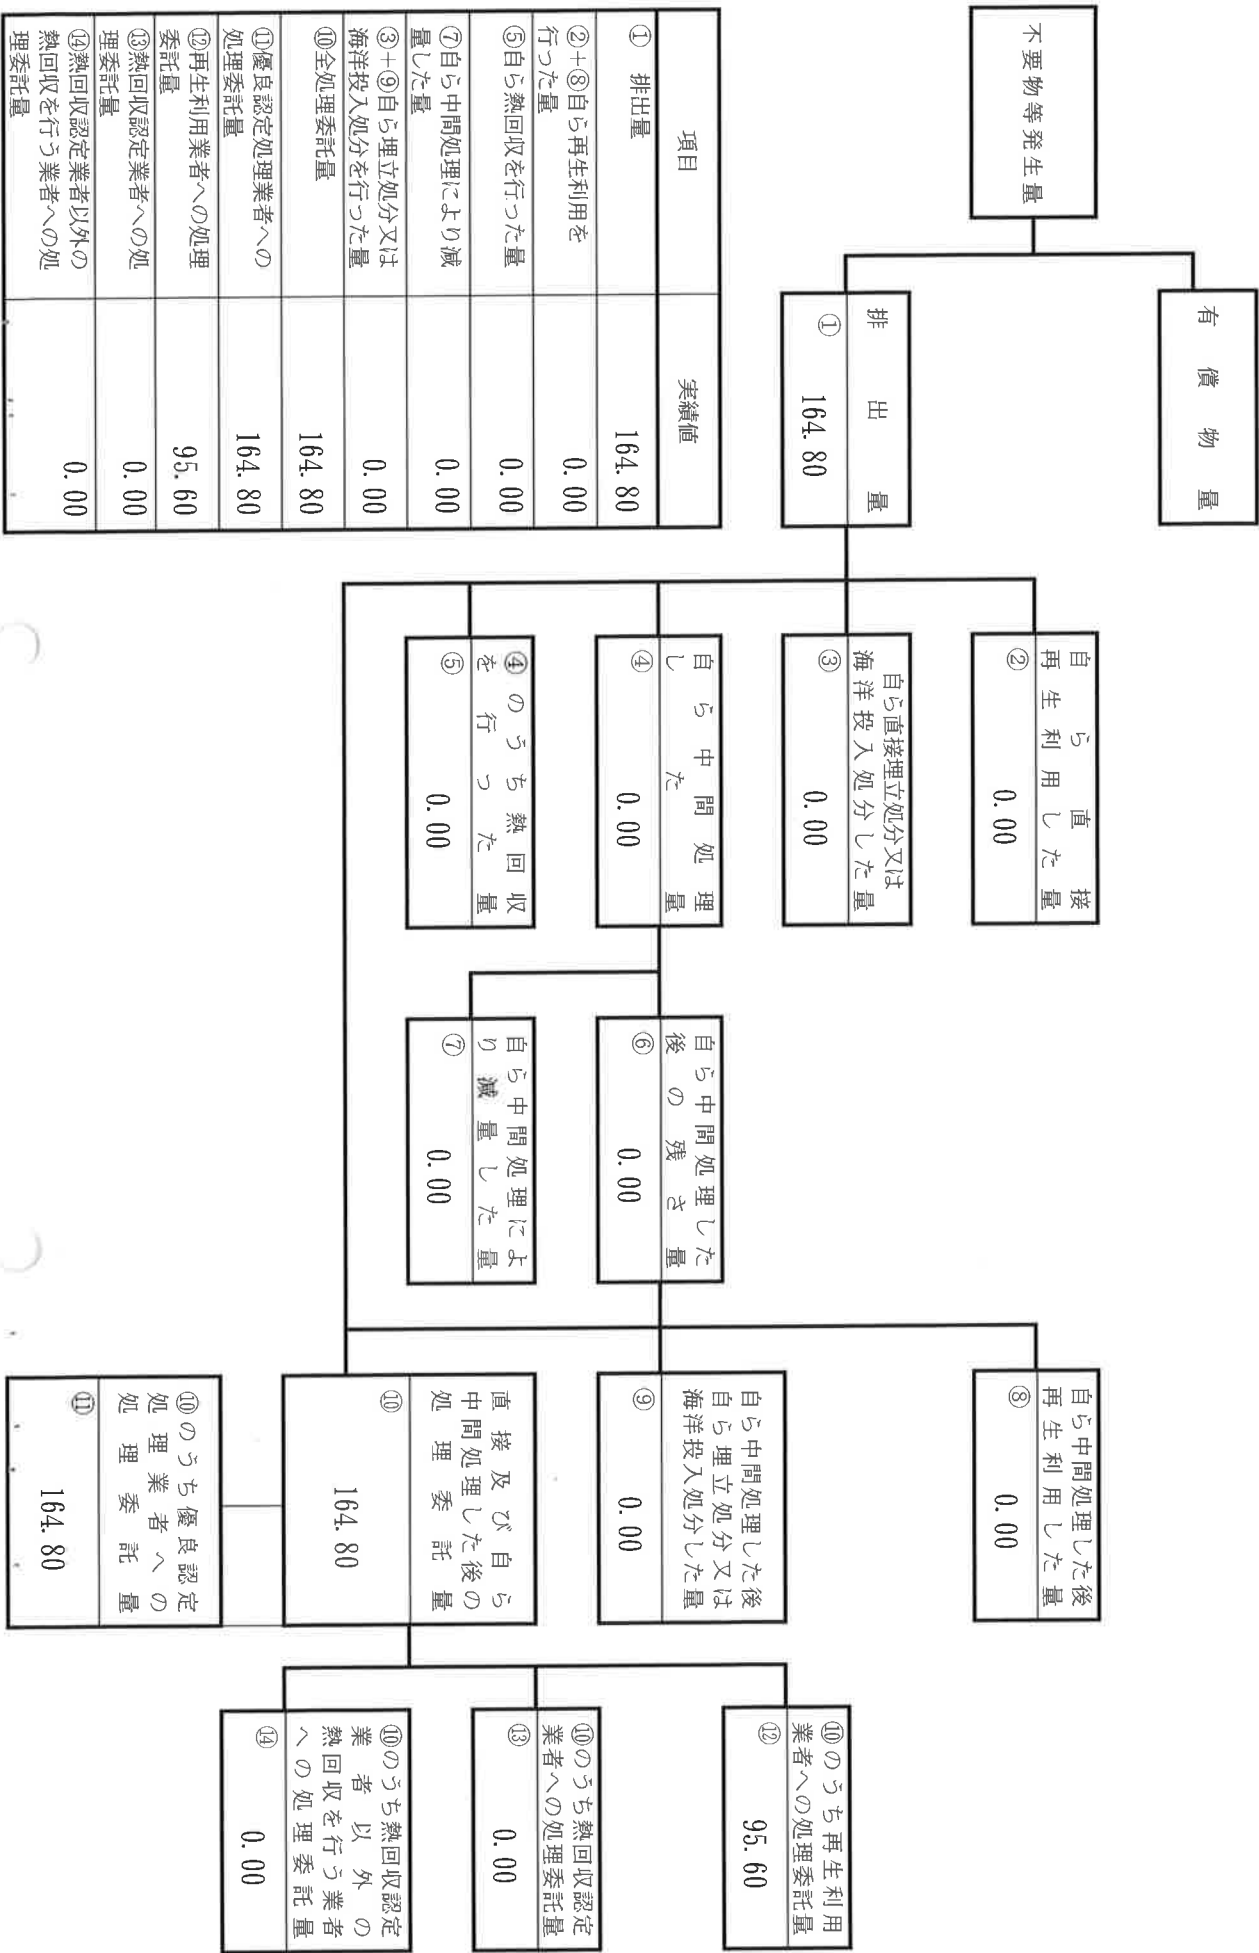 有償物量
不要物等発生量
排出量
① 164.80
自ら直接
再生利用した量
② 0.00
自ら直接埋立処分又は
海洋投入処分した量
③ 0.00
自ら中間処理
した量
④ 0.00
④のうち熱回収
を行った量
⑤ 0.00
自ら中間処理した
後の残さ量
⑥ 0.00
自ら中間処理によ
り減量した量
⑦ 0.00
自ら中間処理した後
再生利用した量
⑧ 0.00
自ら中間処理した後
自ら埋立処分又は
海洋投入処分した量
⑨ 0.00
直接及び自ら
中間処理した後の
処理委託量
⑩ 164.80
⑩のうち優良認定
処理業者への
処理委託量
⑪ 164.80
⑩のうち再生利用
業者への処理委託量
⑫ 95.60
⑩のうち熱回収認定
業者への処理委託量
⑬ 0.00
⑩のうち熱回収認定
業者以外の
熱回収を行う業者
への処理委託量
⑭ 0.00
項目 実績値
① 排出量 164.80
②+⑧自ら再生利用を
行った量 0.00
⑤自ら熱回収を行った量 0.00
⑦自ら中間処理により減
量した量 0.00
③+⑨自ら埋立処分又は
海洋投入処分を行った量 0.00
⑩全処理委託量 164.80
⑪優良認定処理業者への
処理委託量 164.80
⑫再生利用業者への処理
委託量 95.60
⑬熱回収認定業者への処
理委託量 0.00
⑭熱回収認定業者以外の
熱回収を行う業者への処
理委託量 0.00